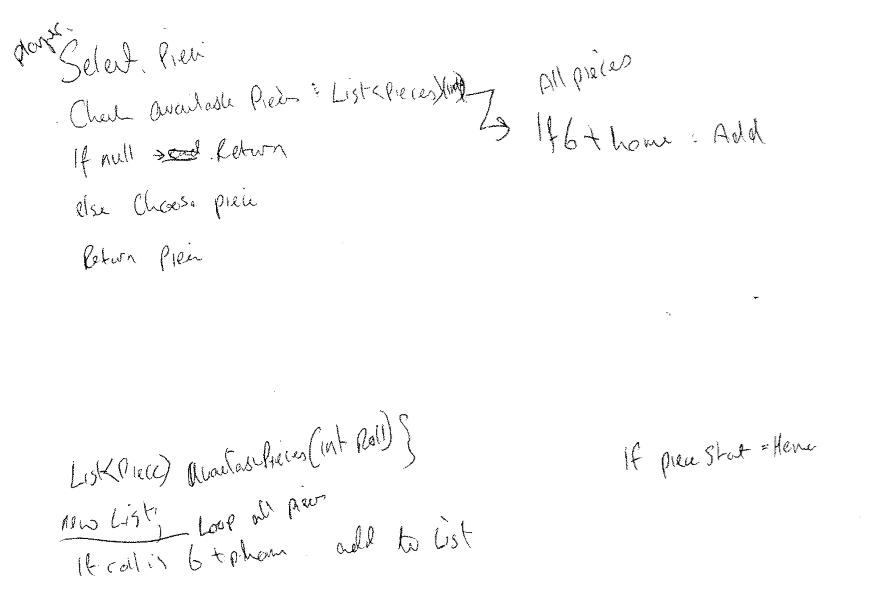 player.
Select. Piece
Check available Pieces : List<Pieces>(int)
If null → Return
else Choose piece
Return Piece
All pieces
If 6 + home : Add
List<Piece> AvailablePieces(int Roll) }
new List;
Loop all pieces
If roll is 6 + home add to List
If piece Stat = Home